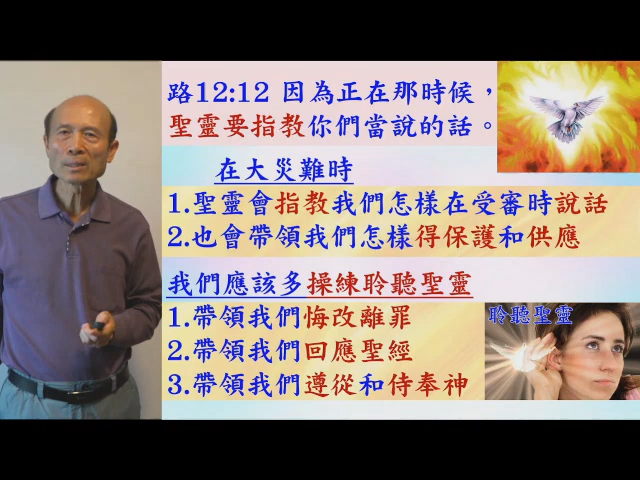 路12:12 因為正在那時候，
聖靈要指教你們當說的話。
在大災難時
1.聖靈會指教我們怎樣在受審時說話
2.也會帶領我們怎樣得保護和供應
我們應該多操練聆聽聖靈
1.帶領我們悔改離罪
2.帶領我們回應聖經
3.帶領我們遵從和侍奉神
聆聽聖靈